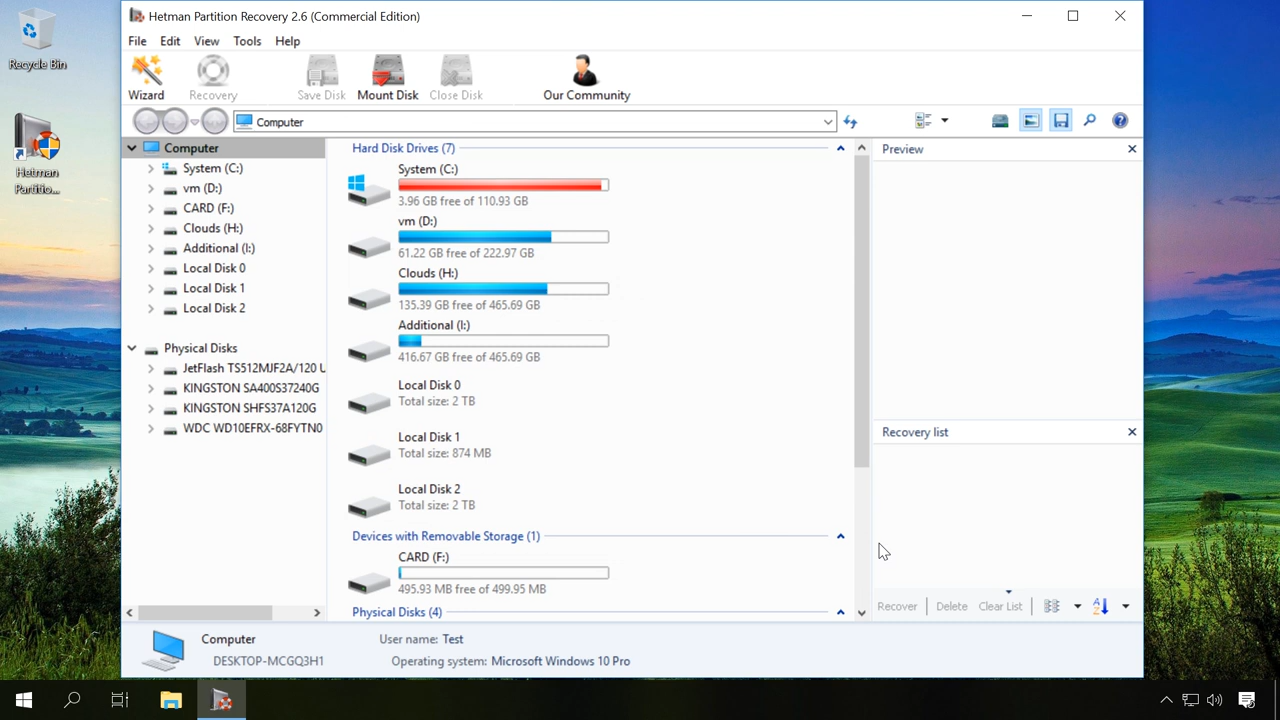 Recycle Bin
Hetman
Partitio...
Hetman Partition Recovery 2.6 (Commercial Edition)
File Edit View Tools Help
Wizard Recovery Save Disk Mount Disk Close Disk Our Community
Computer
Computer
System (C:)
vm (D:)
CARD (F:)
Clouds (H:)
Additional (I:)
Local Disk 0
Local Disk 1
Local Disk 2
Physical Disks
JetFlash TS512MJF2A/120 U
KINGSTON SA400S37240G
KINGSTON SHFS37A120G
WDC WD10EFRX-68FYTN0
Hard Disk Drives (7)
System (C:)
3.96 GB free of 110.93 GB
vm (D:)
61.22 GB free of 222.97 GB
Clouds (H:)
135.39 GB free of 465.69 GB
Additional (I:)
416.67 GB free of 465.69 GB
Local Disk 0
Total size: 2 TB
Local Disk 1
Total size: 874 MB
Local Disk 2
Total size: 2 TB
Devices with Removable Storage (1)
CARD (F:)
495.93 MB free of 499.95 MB
Physical Disks (4)
Preview
Recovery list
Recover Delete Clear List
Computer
DESKTOP-MCGQ3H1
User name: Test
Operating system: Microsoft Windows 10 Pro